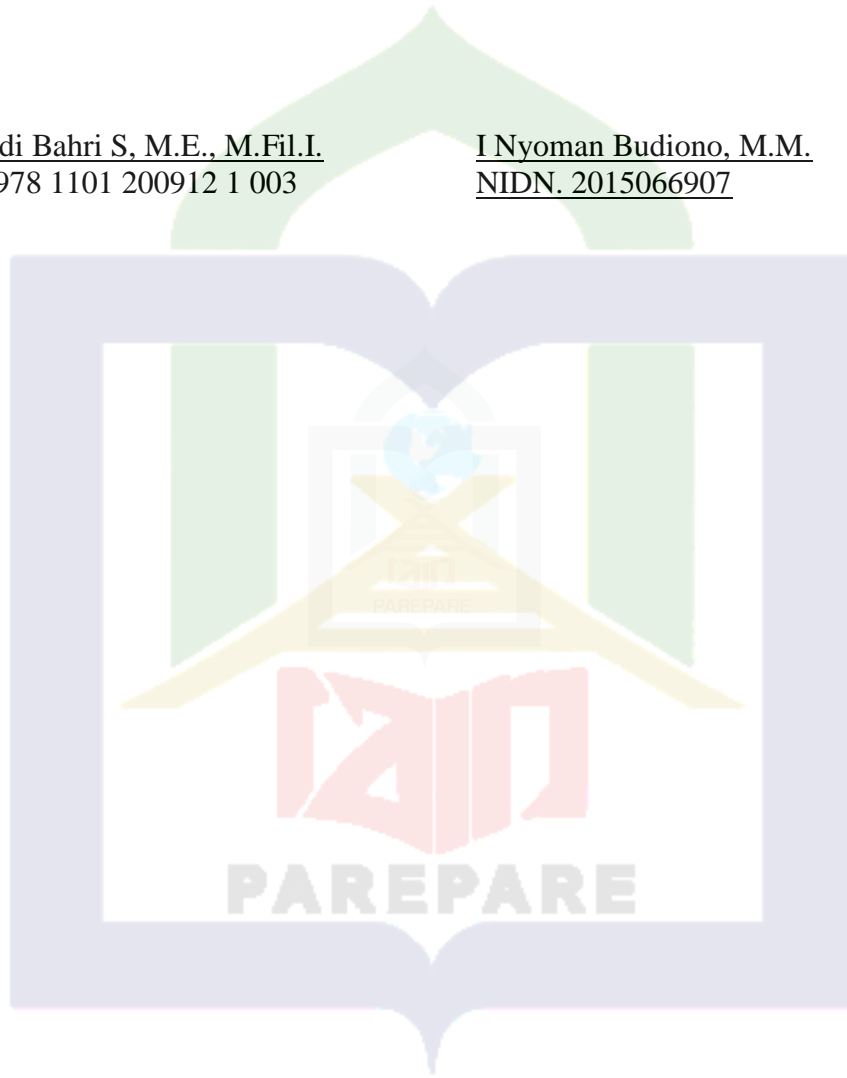 di Bahri S, M.E., M.Fil.I. I Nyoman Budiono, M.M.
978 1101 200912 1 003 NIDN. 2015066907
PAREPARE
PAREPARE